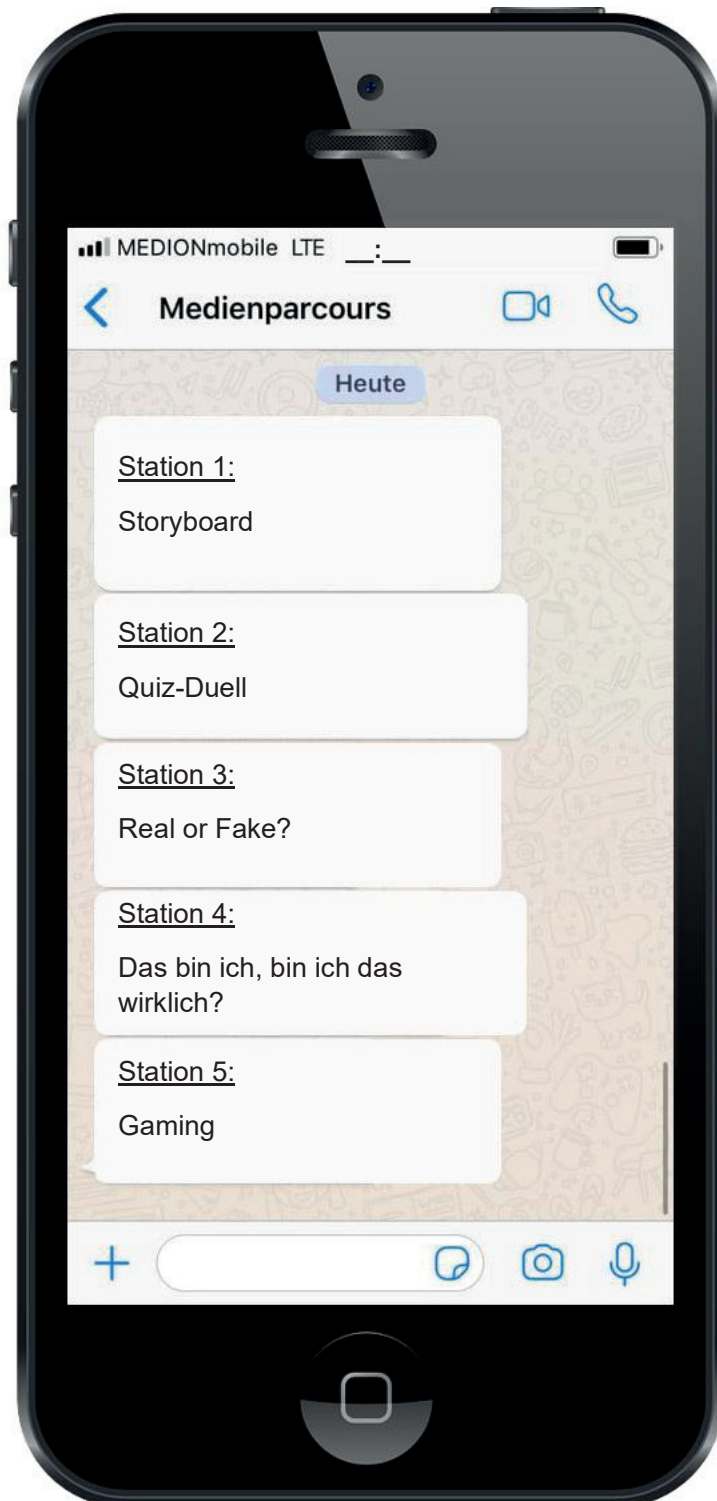 MEDIONmobile LTE __:__
Medienparcours
Heute
Station 1:
Storyboard
Station 2:
Quiz-Duell
Station 3:
Real or Fake?
Station 4:
Das bin ich, bin ich das
wirklich?
Station 5:
Gaming